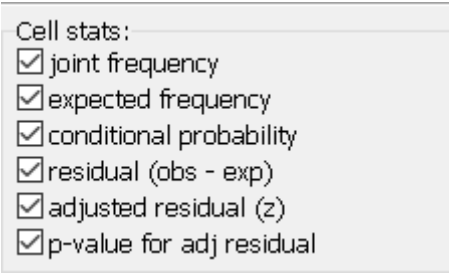 Cell stats:
joint frequency
expected frequency
conditional probability
residual (obs - exp)
adjusted residual (z)
p-value for adj residual